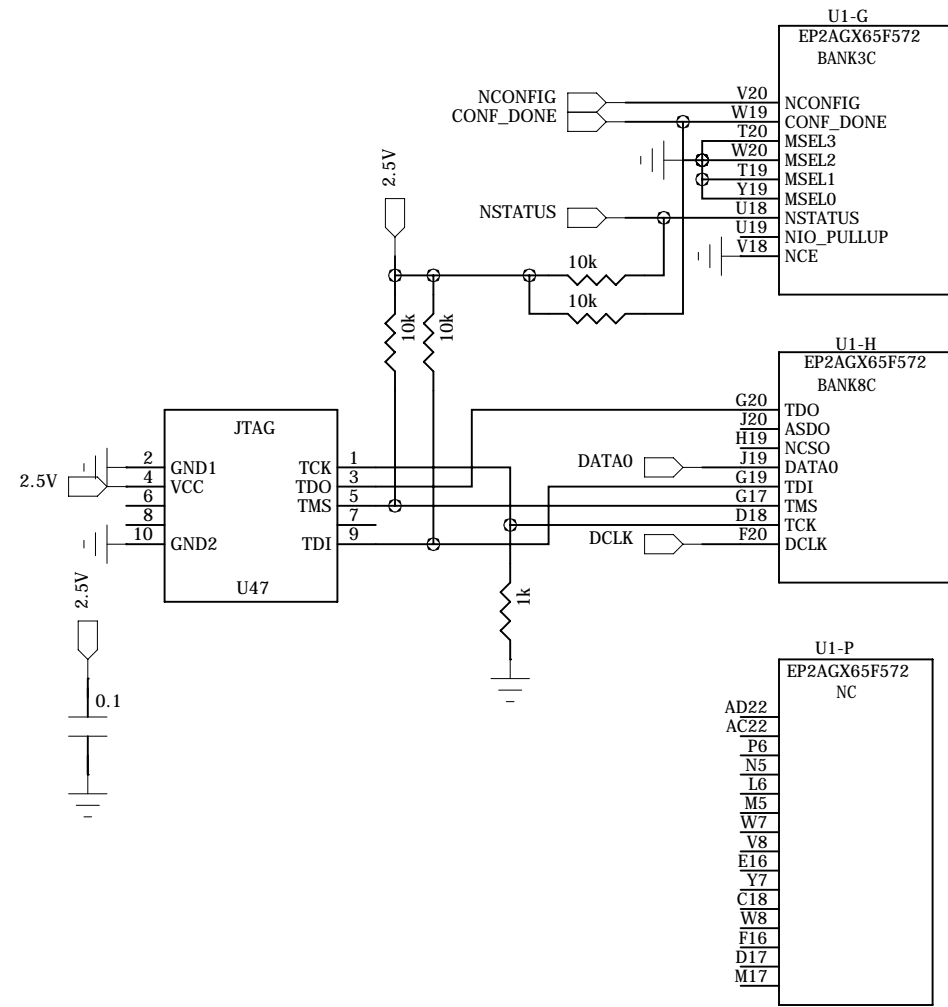 U1-G
EP2AGX65F572
BANK3C
NCONFIG
V20
NCONFIG
CONF_DONE
W19
CONF_DONE
T20
MSEL3
W20
MSEL2
T19
MSEL1
Y19
MSEL0
NSTATUS
U18
NSTATUS
U19
NIO_PULLUP
V18
NCE
2.5V
10k
10k
10k
10k
U1-H
EP2AGX65F572
BANK8C
G20
TDO
J20
ASDO
H19
NCSO
DATA0
J19
DATA0
G19
TDI
G17
TMS
D18
TCK
DCLK
F20
DCLK
JTAG
2
GND1
TCK
1
2.5V
4
VCC
TDO
3
6
TMS
5
8
7
10
GND2
TDI
9
U47
2.5V
0.1
1k
U1-P
EP2AGX65F572
NC
AD22
AC22
P6
N5
L6
M5
W7
V8
E16
Y7
C18
W8
F16
D17
M17